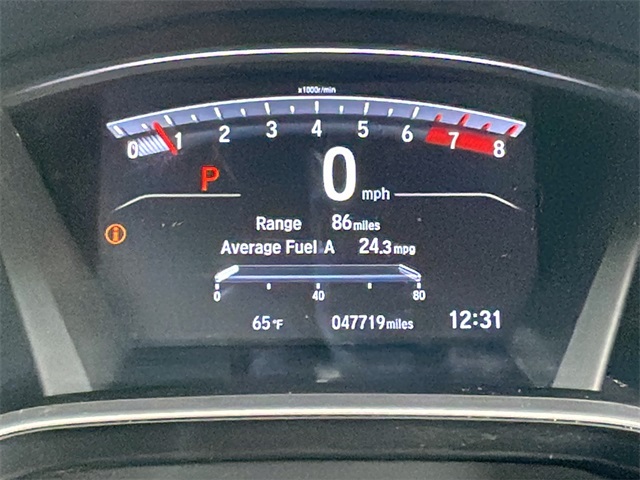 x1000r/min
0 1 2 3 4 5 6 7 8
P 0 mph
Range 86 miles
Average Fuel A 24.3 mpg
0 40 80
65°F 047719 miles 12:31